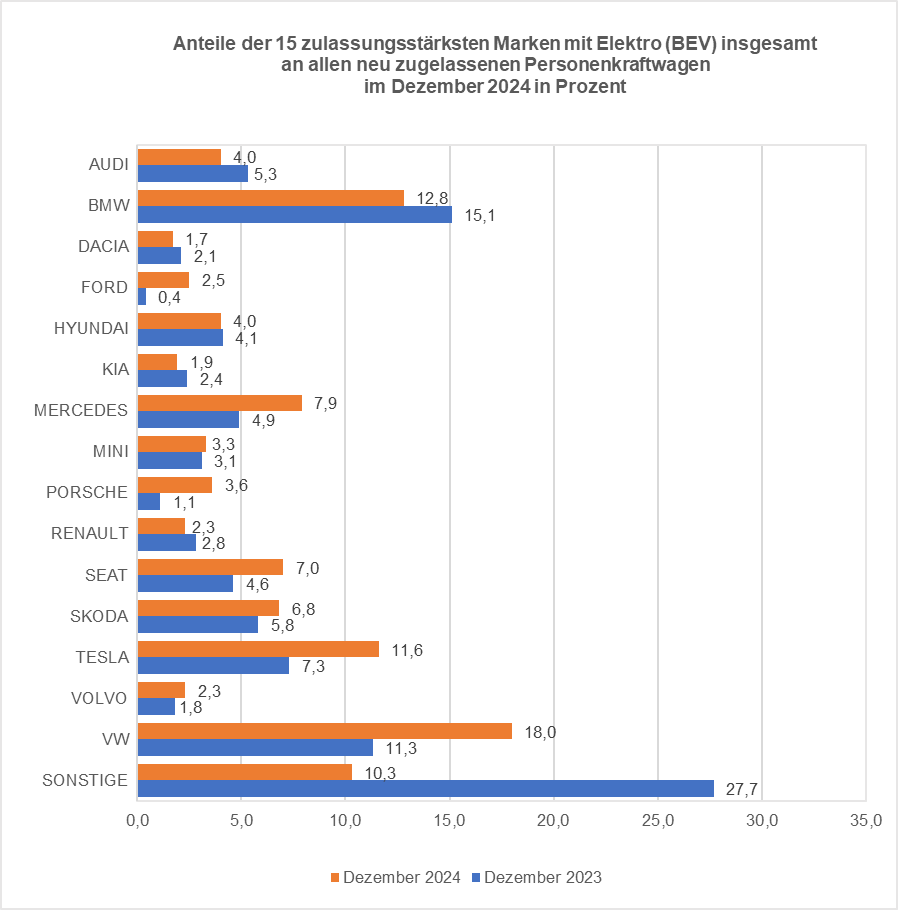 Anteile der 15 zulassungsstärksten Marken mit Elektro (BEV) insgesamt
an allen neu zugelassenen Personenkraftwagen
im Dezember 2024 in Prozent
AUDI
4,0
5,3
BMW
12,8
15,1
DACIA
1,7
2,1
FORD
2,5
0,4
HYUNDAI
4,0
4,1
KIA
1,9
2,4
MERCEDES
7,9
4,9
MINI
3,3
3,1
PORSCHE
3,6
1,1
RENAULT
2,3
2,8
SEAT
7,0
4,6
SKODA
6,8
5,8
TESLA
11,6
7,3
VOLVO
2,3
1,8
VW
18,0
11,3
SONSTIGE
10,3
27,7
0,0 5,0 10,0 15,0 20,0 25,0 30,0 35,0
Dezember 2024 Dezember 2023